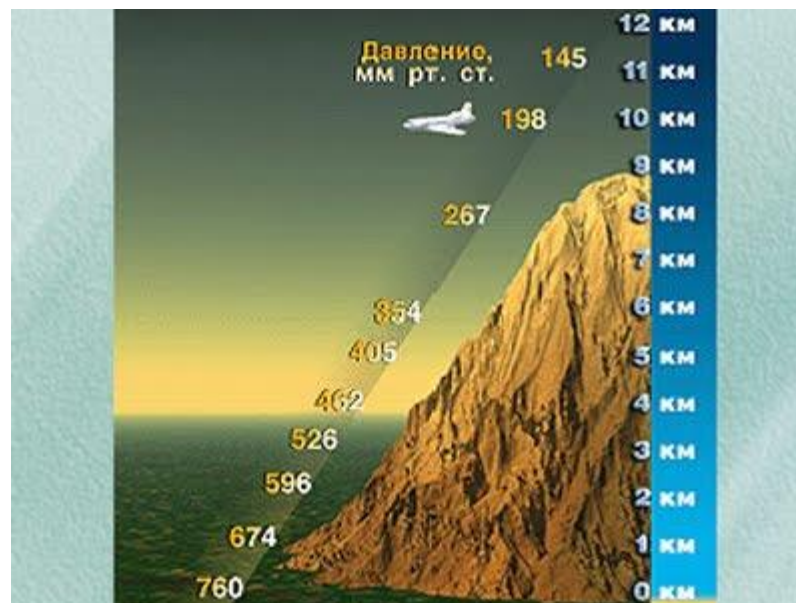 12 км
Давление,
мм рт. ст.
145
11 км
198
10 км
9 км
267
8 км
7 км
354
6 км
405
5 км
462
4 км
526
3 км
596
2 км
674
1 км
760
0 км